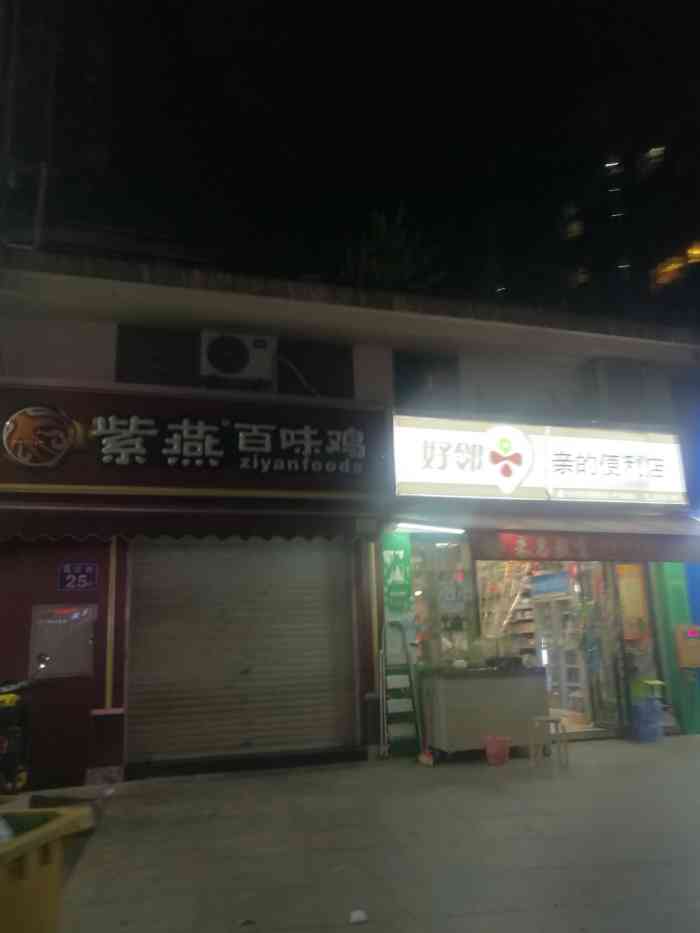 紫燕百味鸡
ziyanfoods
好邻
亲的便利店
25